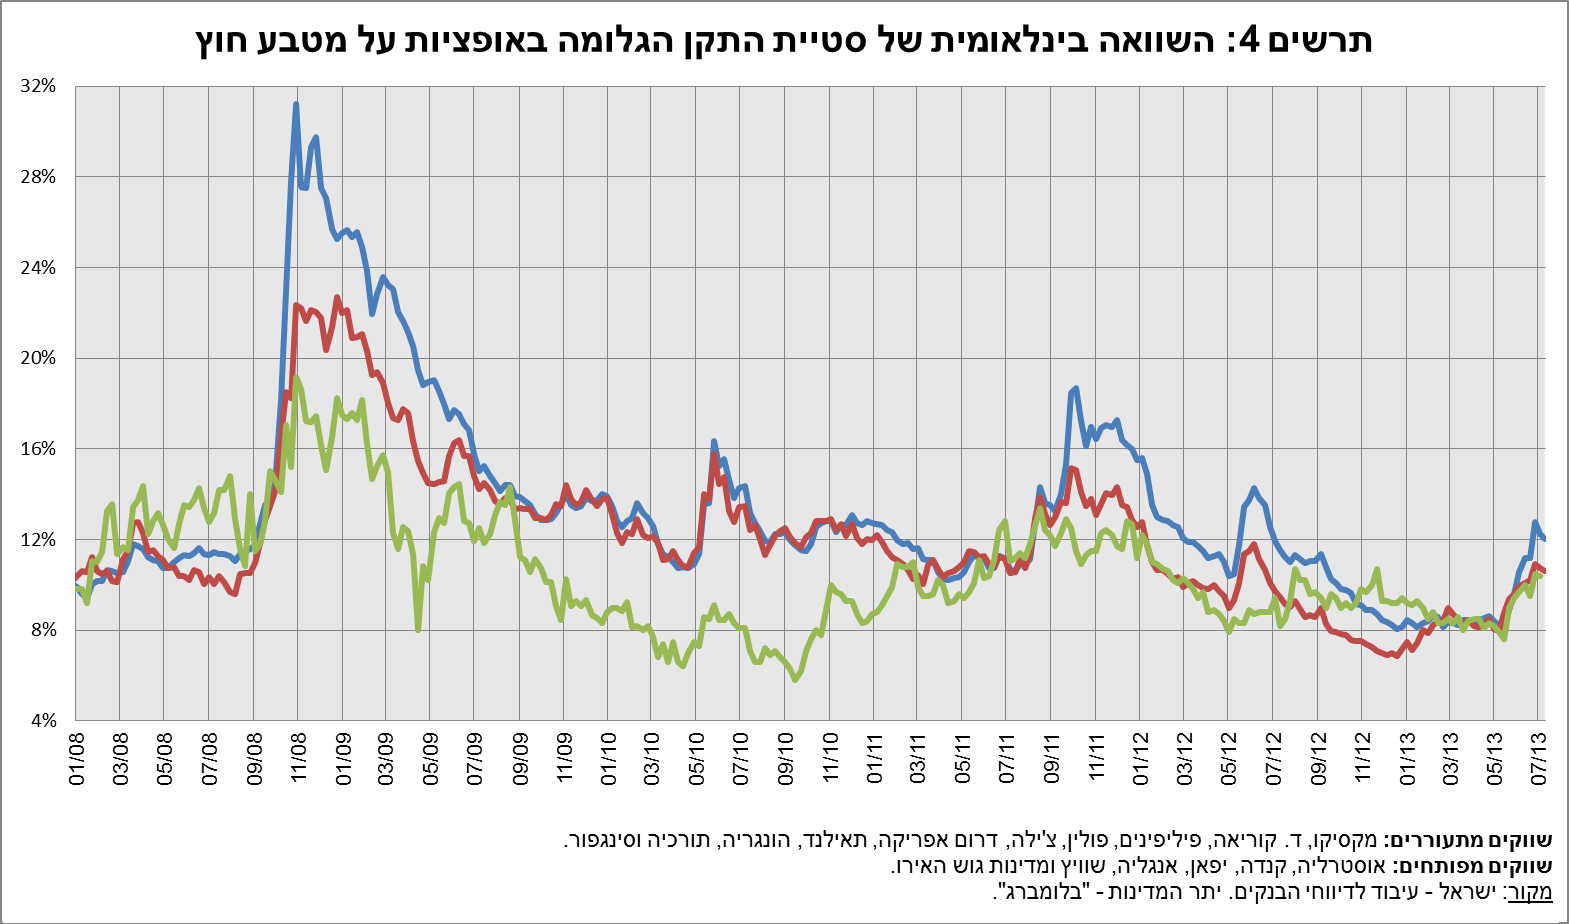 תרשים 4: השוואה בינלאומית של סטיית התקן הגלומה באופציות על מטבע חוץ
32%
28%
24%
20%
16%
12%
8%
4%
01/08 03/08 05/08 07/08 09/08 11/08 01/09 03/09 05/09 07/09 09/09 11/09 01/10 03/10 05/10 07/10 09/10 11/10 01/11 03/11 05/11 07/11 09/11 11/11 01/12 03/12 05/12 07/12 09/12 11/12 01/13 03/13 05/13 07/13
שווקים מתעוררים: מקסיקו, ד. קוריאה, פיליפינים, פולין, צ'ילה, דרום אפריקה, תאילנד, הונגריה, תורכיה וסינגפור.
שווקים מפותחים: אוסטרליה, קנדה, יפאן, אנגליה, שוויץ ומדינות גוש האירו.
מקור: ישראל - עיבוד לדיווחי הבנקים. יתר המדינות - "בלומברג".